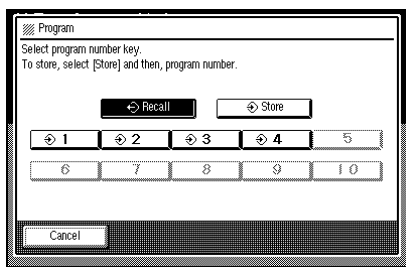 Program
Select program number key.
To store, select [Store] and then, program number.
Recall Store
1 2 3 4 5
6 7 8 9 10
Cancel